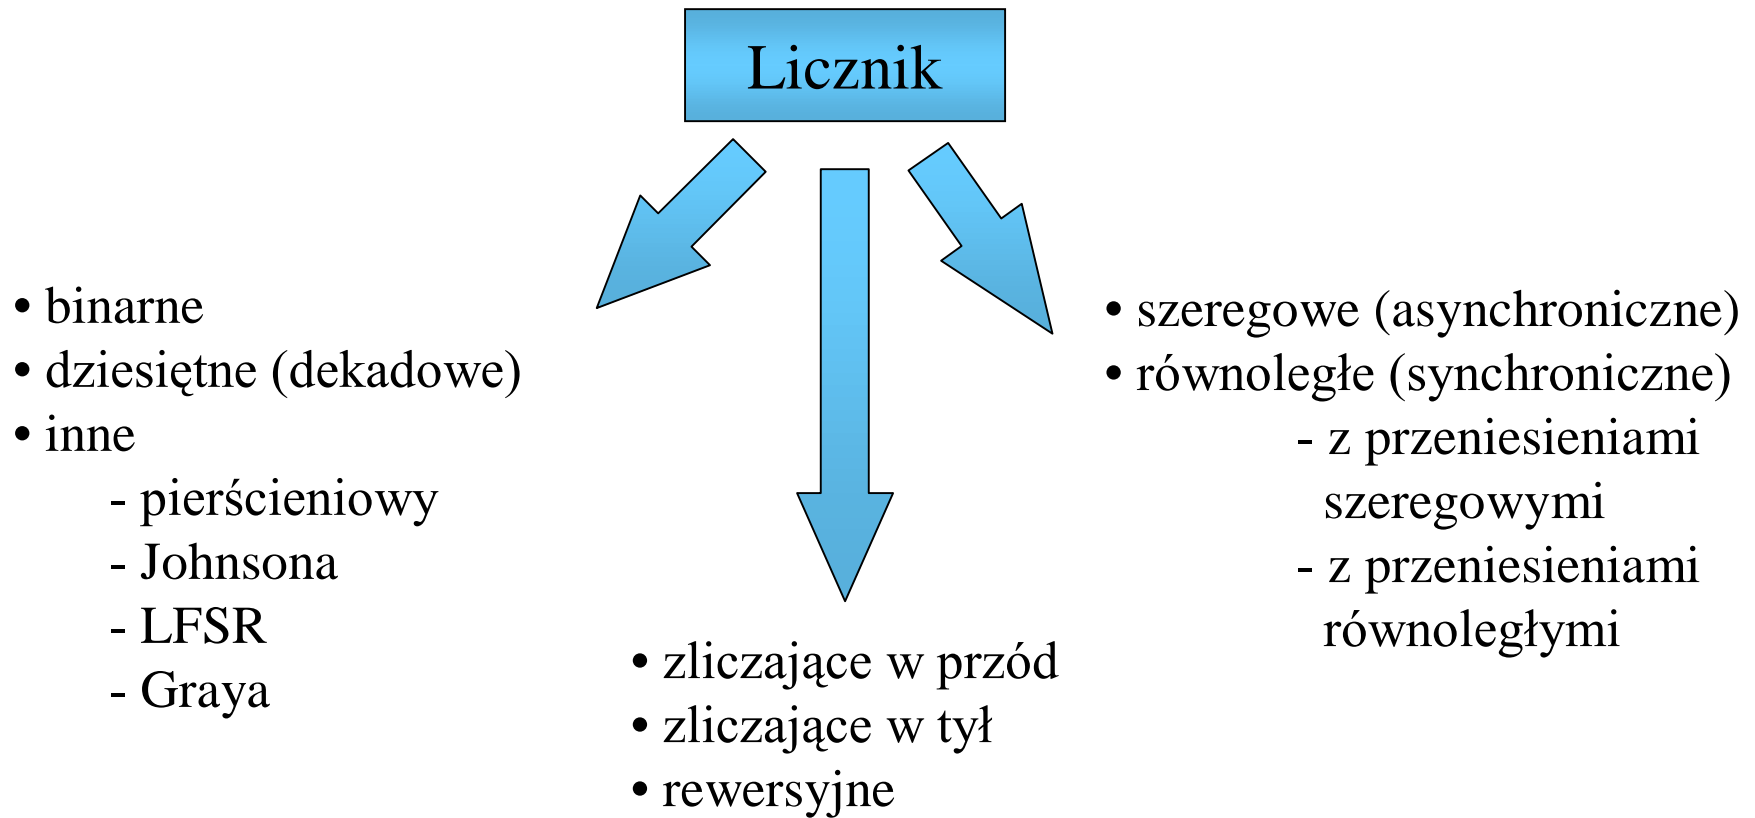 Licznik
• binarne
• dziesiętne (dekadowe)
• inne
- pierścieniowy
- Johnsona
- LFSR
- Graya
• zliczające w przód
• zliczające w tył
• rewersyjne
• szeregowe (asynchroniczne)
• równoległe (synchroniczne)
- z przeniesieniami
szeregowymi
- z przeniesieniami
równoległymi